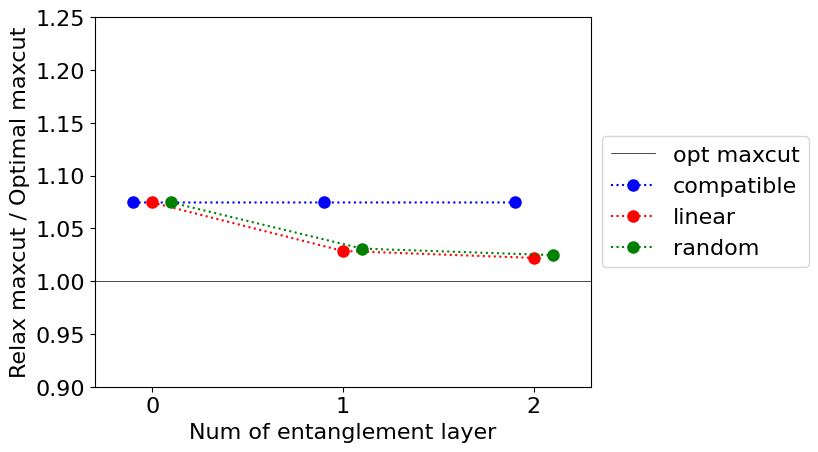 Relax maxcut / Optimal maxcut
1.25
1.20
1.15
1.10
1.05
1.00
0.95
0.90
0
1
2
Num of entanglement layer
opt maxcut
compatible
linear
random